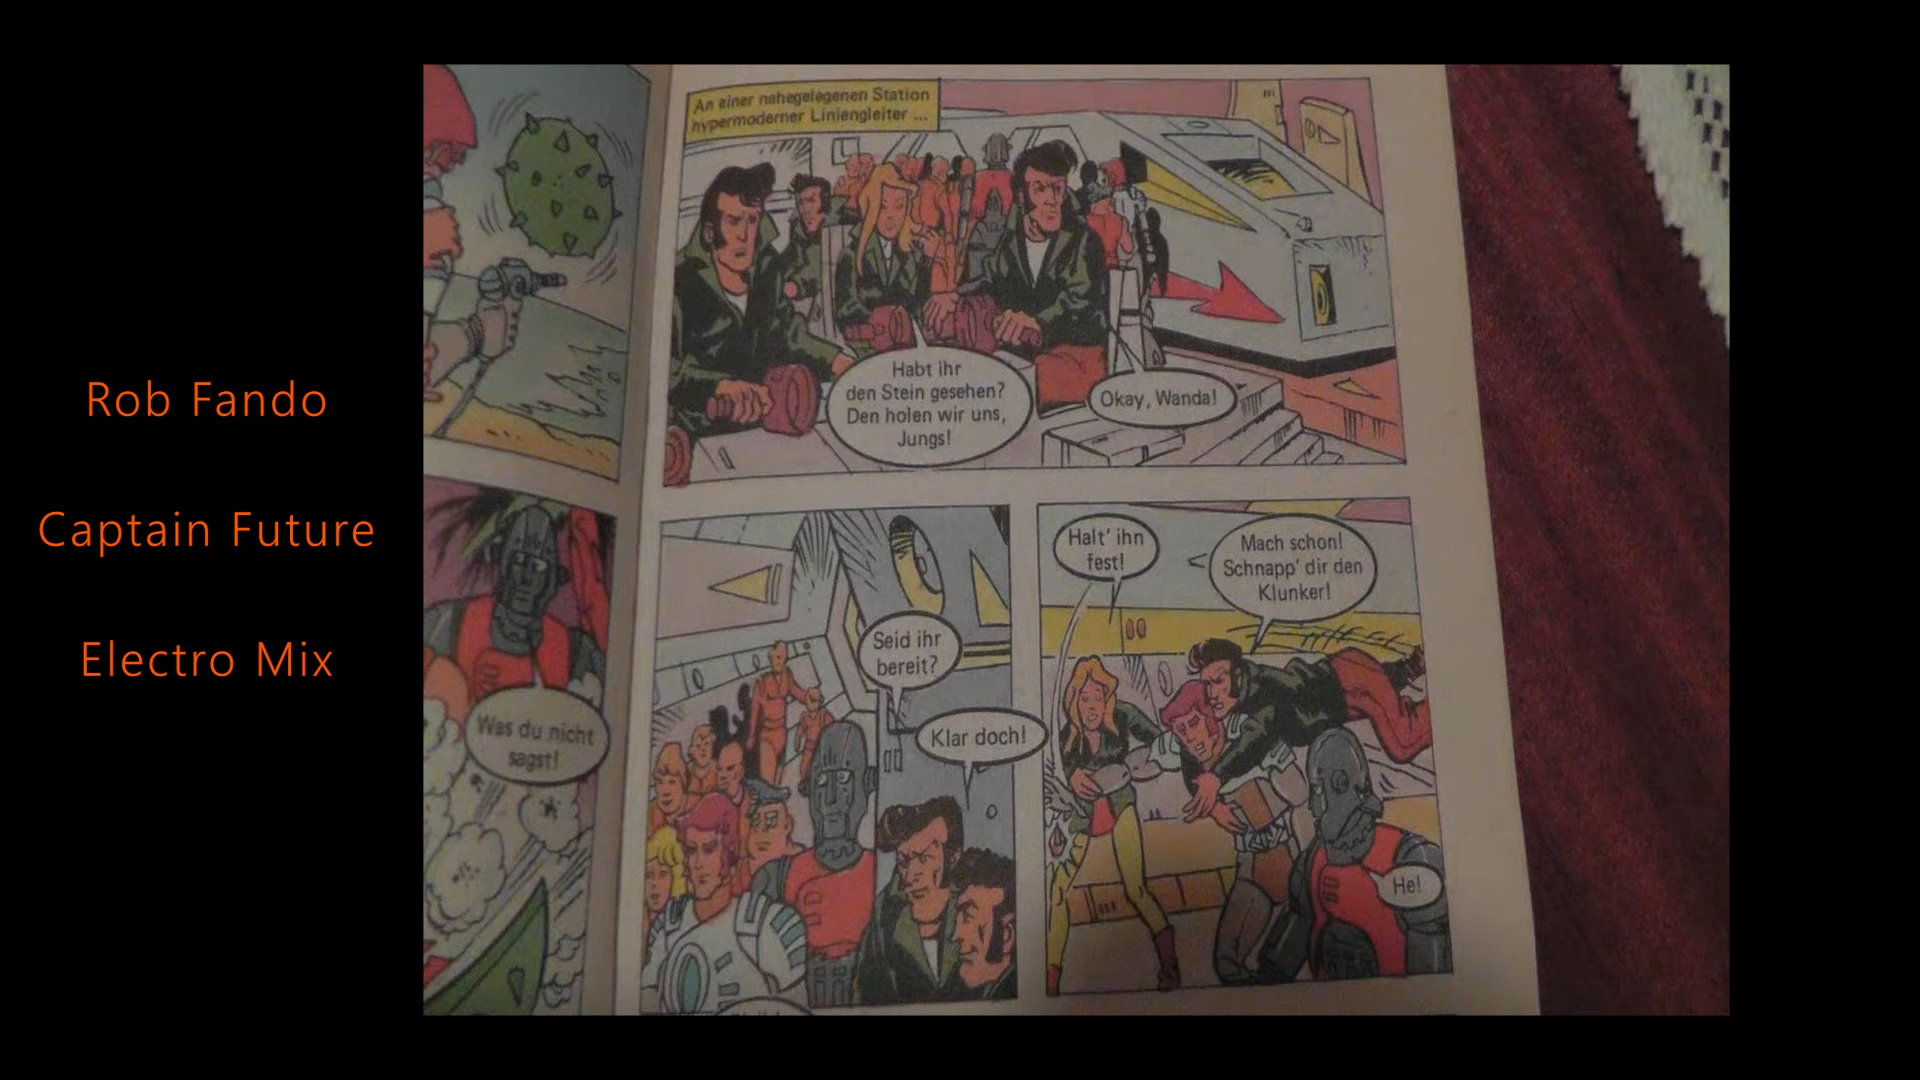 Rob Fando
Captain Future
Electro Mix
Was du nicht
sagst!
An einer nahegelegenen Station
hypermoderner Liniengleiter ...
Habt ihr
den Stein gesehen?
Den holen wir uns,
Jungs!
Okay, Wanda!
Seid ihr
bereit?
Klar doch!
Halt' ihn
fest!
Mach schon!
Schnapp' dir den
Klunker!
He!